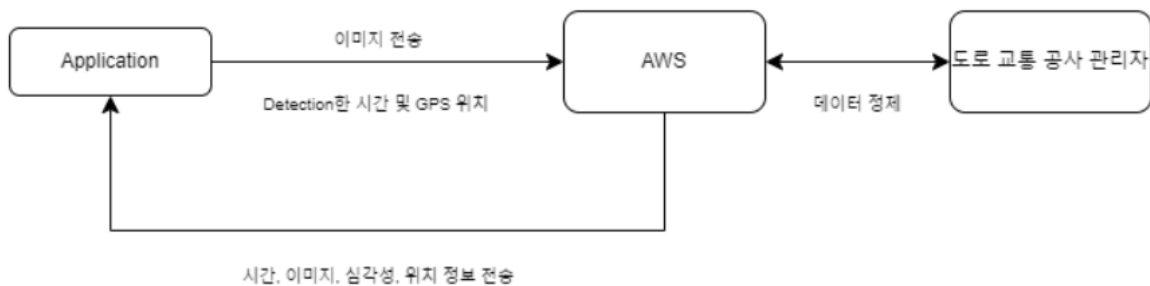 이미지 전송
Application
AWS
도로 교통 공사 관리자
Detection한 시간 및 GPS 위치
데이터 정제
시간, 이미지, 심각성, 위치 정보 전송